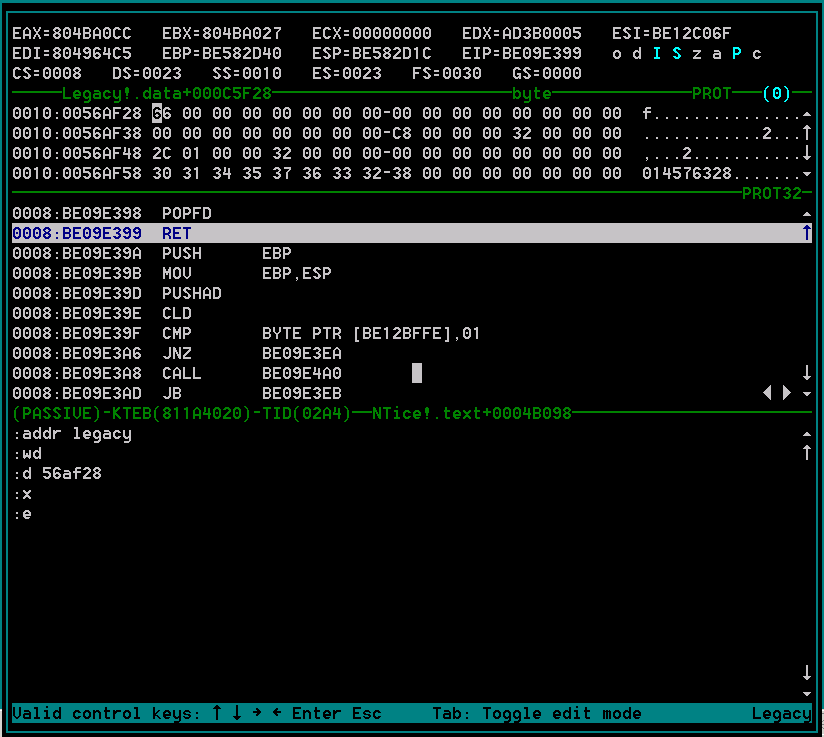 EAX=804BA0CC   EBX=804BA027   ECX=00000000   EDX=AD3B0005   ESI=BE12C06F
EDI=804964C5   EBP=BE582D40   ESP=BE582D1C   EIP=BE09E399   o d I S z a P c
CS=0008   DS=0023   SS=0010   ES=0023   FS=0030   GS=0000
Legacy!.data+000C5F28 byte PROT (0)
0010:0056AF28 66 00 00 00 00 00 00 00-00 00 00 00 00 00 00 00  f...............
0010:0056AF38 00 00 00 00 00 00 00 00-C8 00 00 00 32 00 00 00  ............2...
0010:0056AF48 2C 01 00 00 32 00 00 00-00 00 00 00 00 00 00 00  ,...2...........
0010:0056AF58 30 31 34 35 37 36 33 32-38 00 00 00 00 00 00 00  014576328.......
PROT32
0008:BE09E398  POPFD
0008:BE09E399  RET
0008:BE09E39A  PUSH      EBP
0008:BE09E39B  MOV       EBP,ESP
0008:BE09E39D  PUSHAD
0008:BE09E39E  CLD
0008:BE09E39F  CMP       BYTE PTR [BE12BFFE],01
0008:BE09E3A6  JNZ       BE09E3EA
0008:BE09E3A8  CALL      BE09E4A0
0008:BE09E3AD  JB        BE09E3EB
(PASSIVE)-KTEB(811A4020)-TID(02A4)—NTice!.text+0004B098
:addr legacy
:wd
:d 56af28
:x
:e
Valid control keys: ↑ ↓ → ← Enter Esc     Tab: Toggle edit mode           Legacy